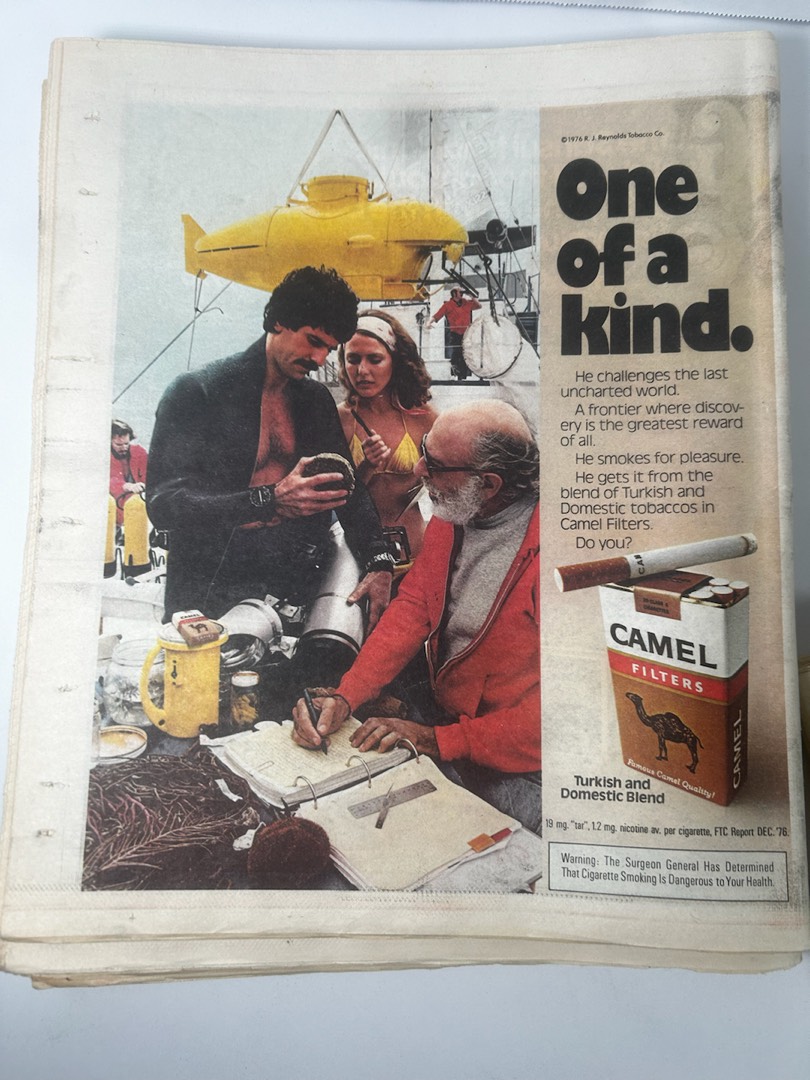 ©1976 R. J. Reynolds Tobacco Co.
One
of a
kind.
He challenges the last
uncharted world.
A frontier where discov-
ery is the greatest reward
of all.
He smokes for pleasure.
He gets it from the
blend of Turkish and
Domestic tobaccos in
Camel Filters.
Do you?
CAMEL
FILTERS
CAMEL
Famous Camel Quality!
Turkish and
Domestic Blend
19 mg. "tar", 1.2 mg. nicotine av. per cigarette, FTC Report DEC. '76.
Warning: The Surgeon General Has Determined
That Cigarette Smoking Is Dangerous to Your Health.